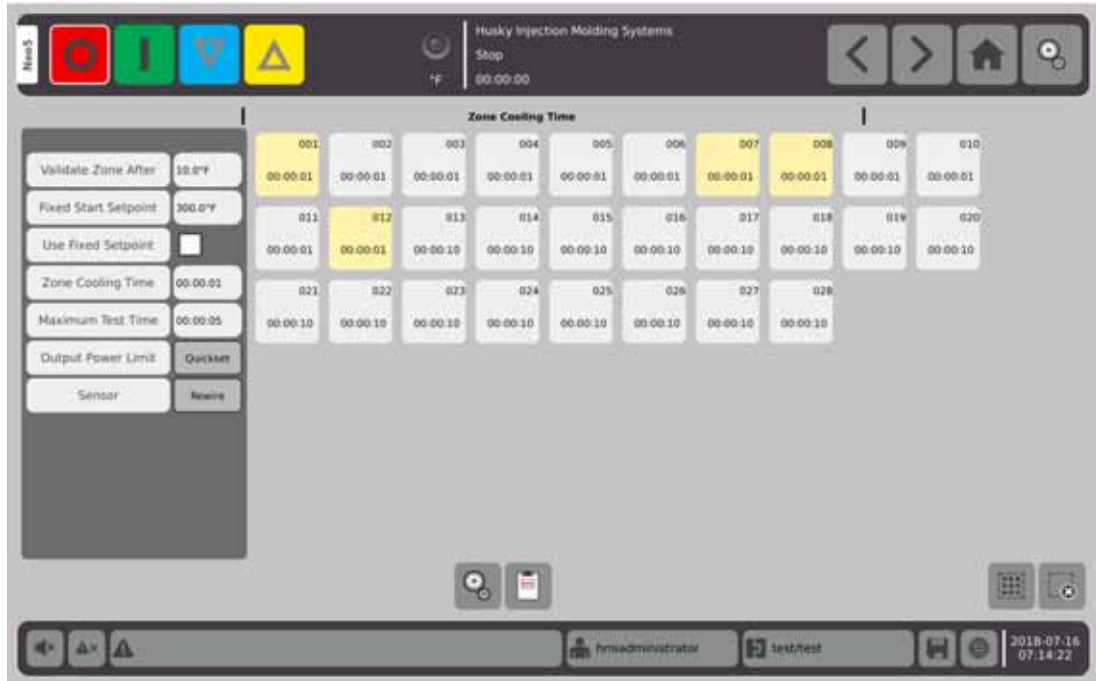 Neo5
Husky Injection Molding Systems
Stop
°F
00:00:00
Zone Cooling Time
Validate Zone After 10.0°F
Fixed Start Setpoint 300.0°F
Use Fixed Setpoint
Zone Cooling Time 00:00:01
Maximum Test Time 00:00:05
Output Power Limit Quickset
Sensor Rewire
001 002 003 004 005 006 007 008 009 010
00:00:01 00:00:01 00:00:01 00:00:01 00:00:01 00:00:01 00:00:01 00:00:01 00:00:01 00:00:01
011 012 013 014 015 016 017 018 019 020
00:00:01 00:00:01 00:00:10 00:00:10 00:00:10 00:00:10 00:00:10 00:00:10 00:00:10 00:00:10
021 022 023 024 025 026 027 028
00:00:10 00:00:10 00:00:10 00:00:10 00:00:10 00:00:10 00:00:10 00:00:10
hmiadministrator
test/test
2018-07-16
07:14:22